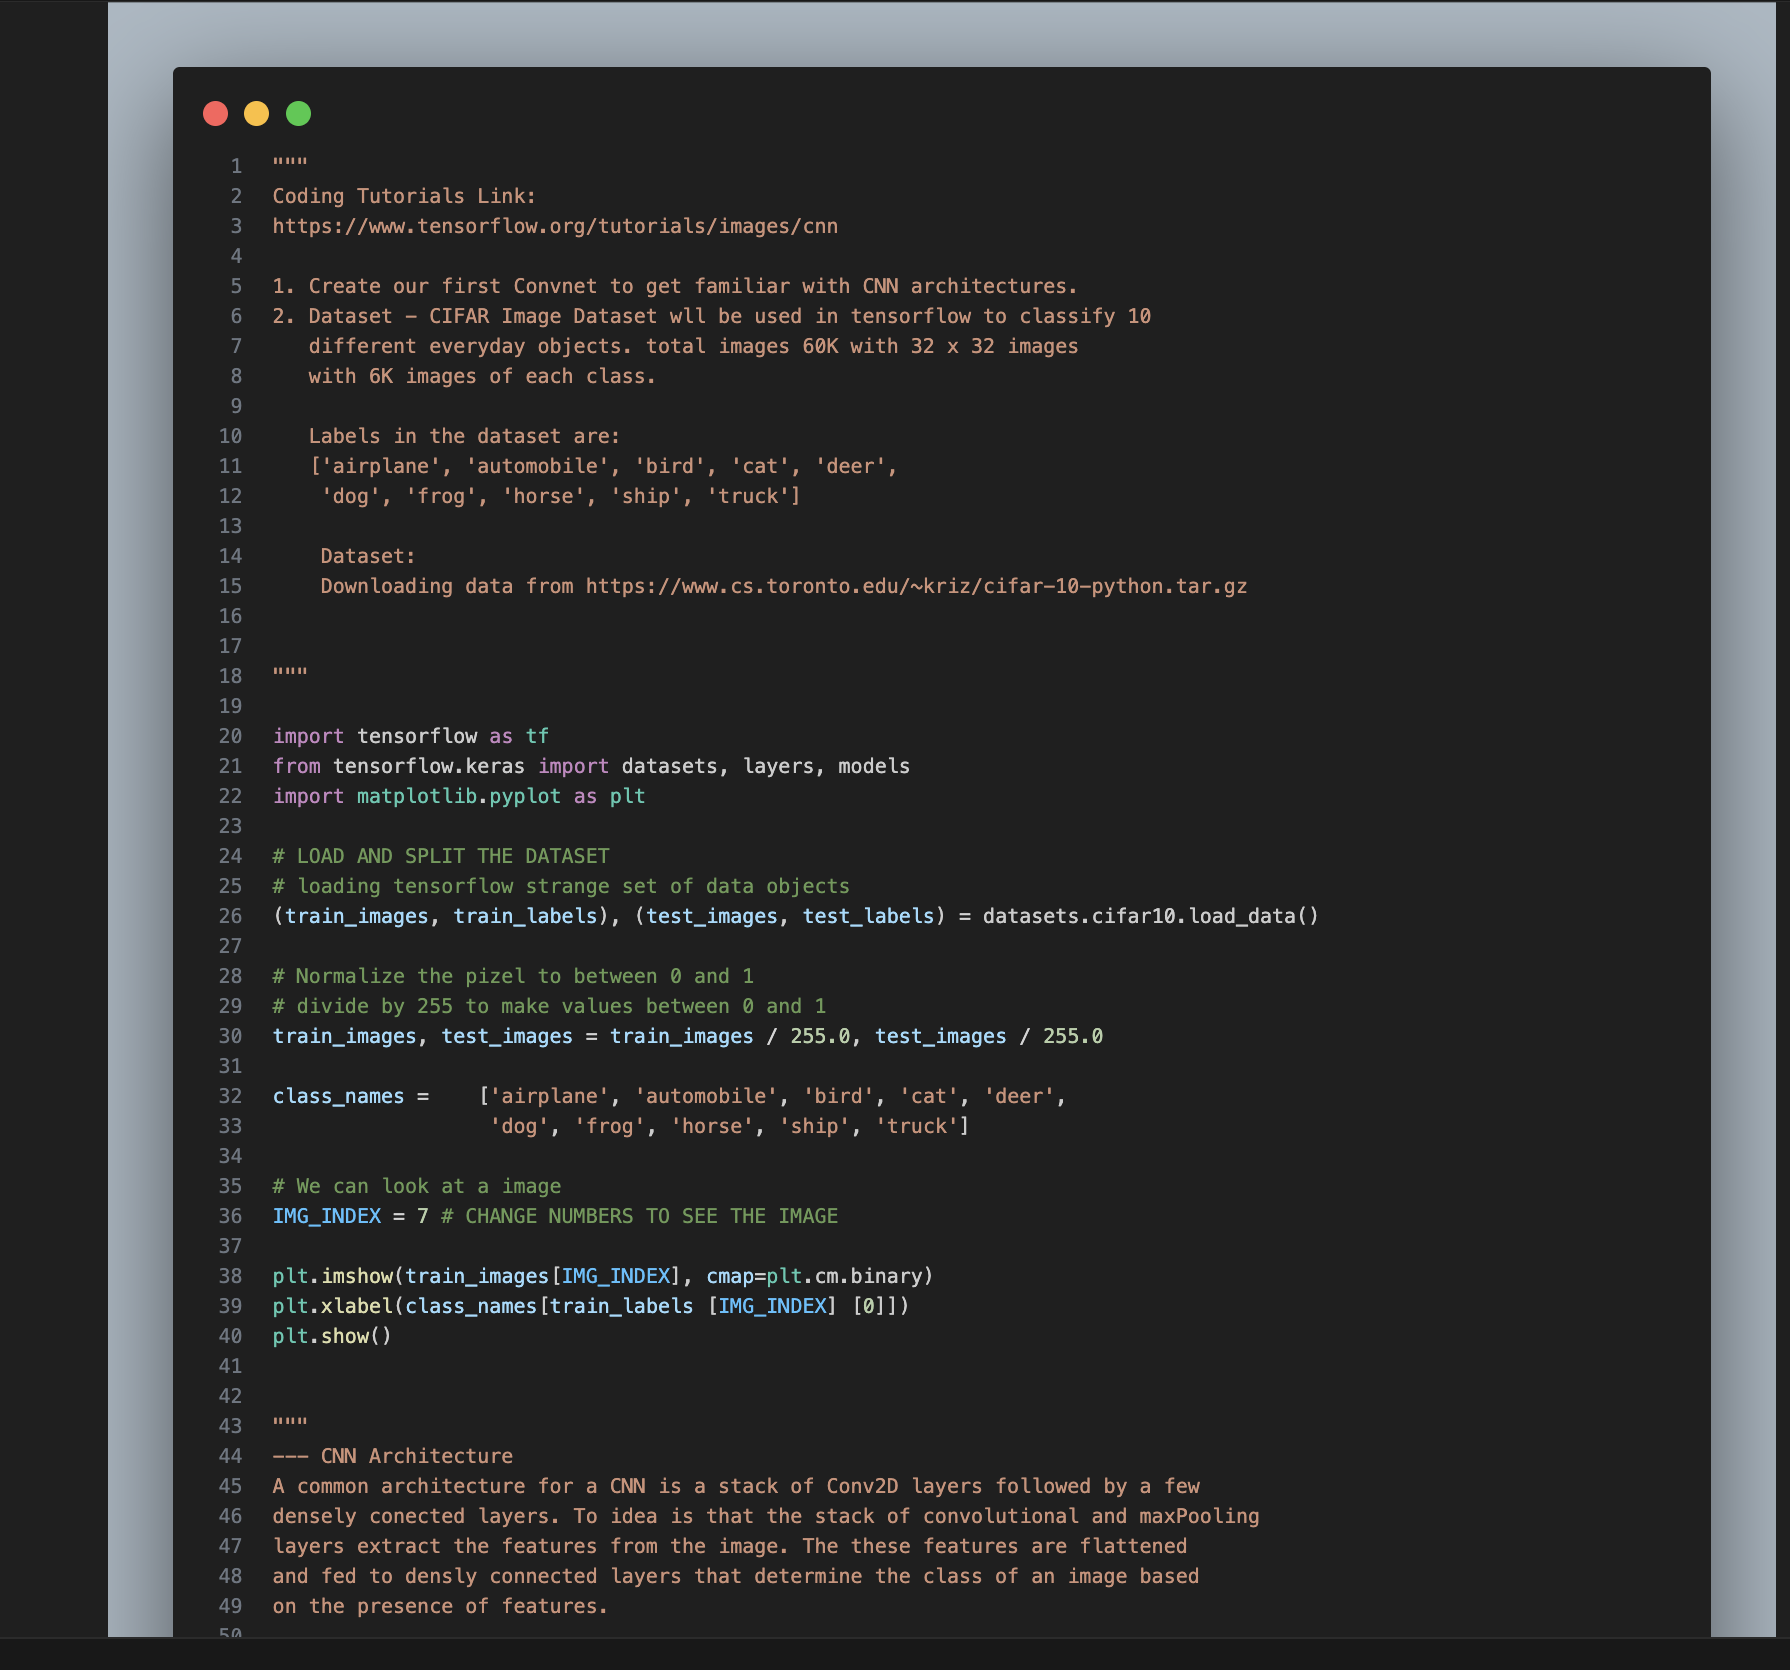 1 """
2 Coding Tutorials Link:
3 https://www.tensorflow.org/tutorials/images/cnn
4
5 1. Create our first Convnet to get familiar with CNN architectures.
6 2. Dataset – CIFAR Image Dataset wll be used in tensorflow to classify 10
7    different everyday objects. total images 60K with 32 x 32 images
8    with 6K images of each class.
9
10    Labels in the dataset are:
11    ['airplane', 'automobile', 'bird', 'cat', 'deer',
12     'dog', 'frog', 'horse', 'ship', 'truck']
13
14     Dataset:
15     Downloading data from https://www.cs.toronto.edu/~kriz/cifar-10-python.tar.gz
16
17
18 """
19
20 import tensorflow as tf
21 from tensorflow.keras import datasets, layers, models
22 import matplotlib.pyplot as plt
23
24 # LOAD AND SPLIT THE DATASET
25 # loading tensorflow strange set of data objects
26 (train_images, train_labels), (test_images, test_labels) = datasets.cifar10.load_data()
27
28 # Normalize the pizel to between 0 and 1
29 # divide by 255 to make values between 0 and 1
30 train_images, test_images = train_images / 255.0, test_images / 255.0
31
32 class_names =    ['airplane', 'automobile', 'bird', 'cat', 'deer',
33                   'dog', 'frog', 'horse', 'ship', 'truck']
34
35 # We can look at a image
36 IMG_INDEX = 7 # CHANGE NUMBERS TO SEE THE IMAGE
37
38 plt.imshow(train_images[IMG_INDEX], cmap=plt.cm.binary)
39 plt.xlabel(class_names[train_labels [IMG_INDEX] [0]])
40 plt.show()
41
42
43 """
44 --- CNN Architecture
45 A common architecture for a CNN is a stack of Conv2D layers followed by a few
46 densely conected layers. To idea is that the stack of convolutional and maxPooling
47 layers extract the features from the image. The these features are flattened
48 and fed to densly connected layers that determine the class of an image based
49 on the presence of features.
50